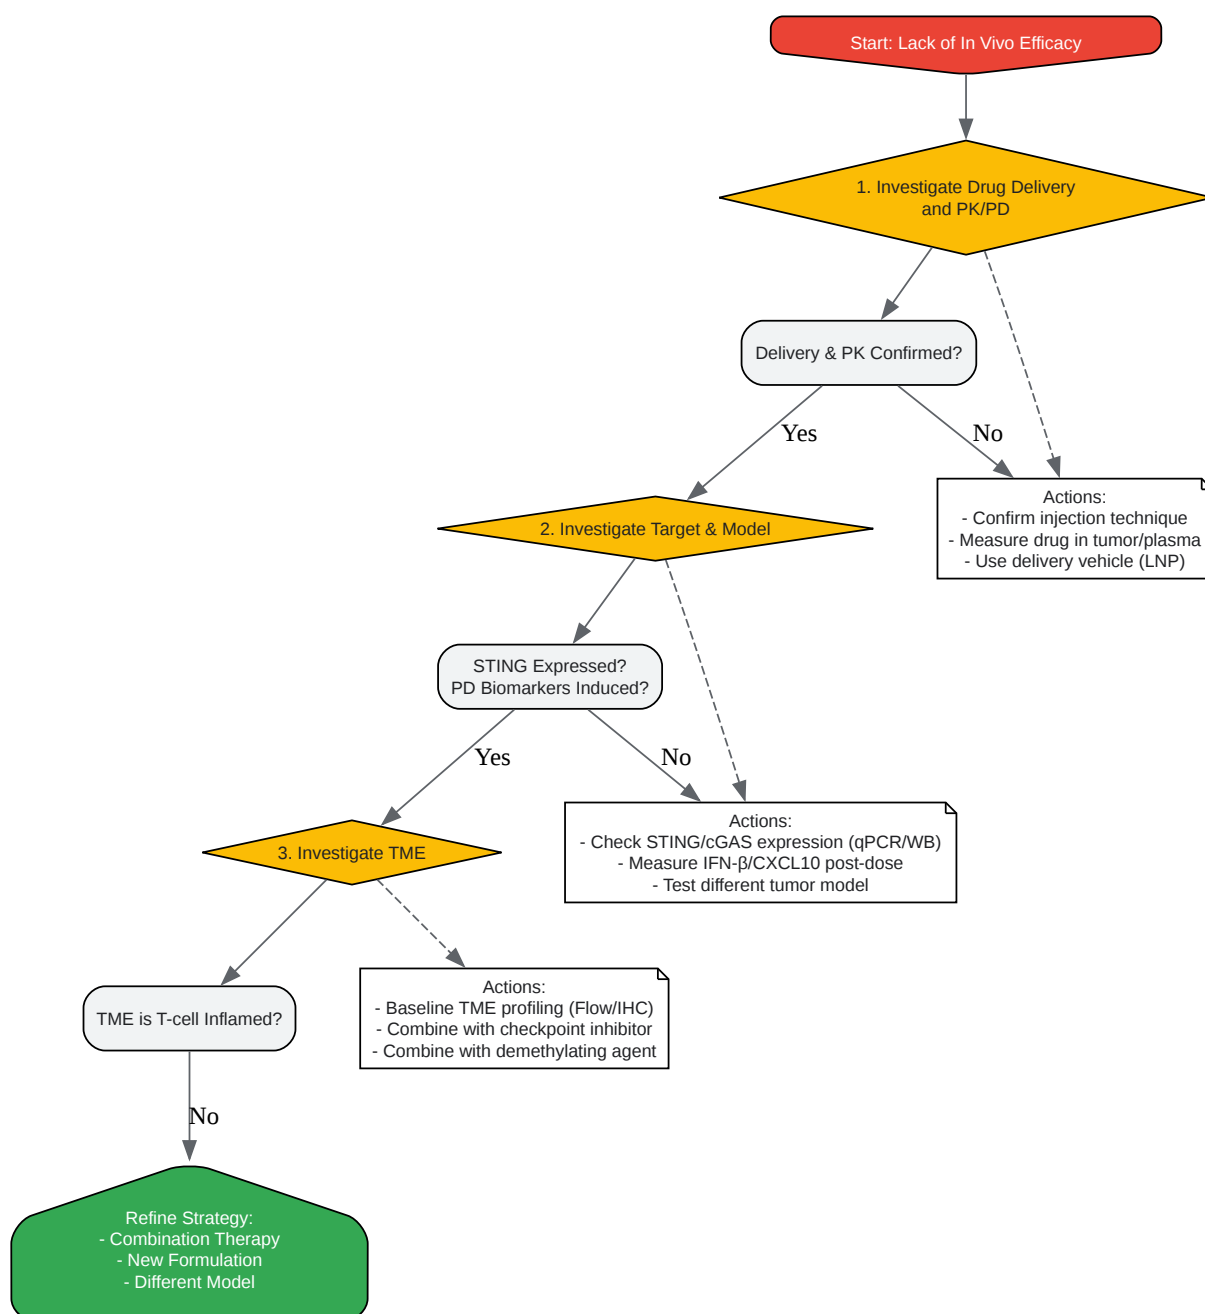 Start: Lack of In Vivo Efficacy
1. Investigate Drug Delivery
and PK/PD
Delivery & PK Confirmed?
Yes
No
Actions:
- Confirm injection technique
- Measure drug in tumor/plasma
- Use delivery vehicle (LNP)
2. Investigate Target & Model
STING Expressed?
PD Biomarkers Induced?
Yes
No
Actions:
- Check STING/cGAS expression (qPCR/WB)
- Measure IFN-β/CXCL10 post-dose
- Test different tumor model
3. Investigate TME
Actions:
- Baseline TME profiling (Flow/IHC)
- Combine with checkpoint inhibitor
- Combine with demethylating agent
TME is T-cell Inflamed?
No
Refine Strategy:
- Combination Therapy
- New Formulation
- Different Model